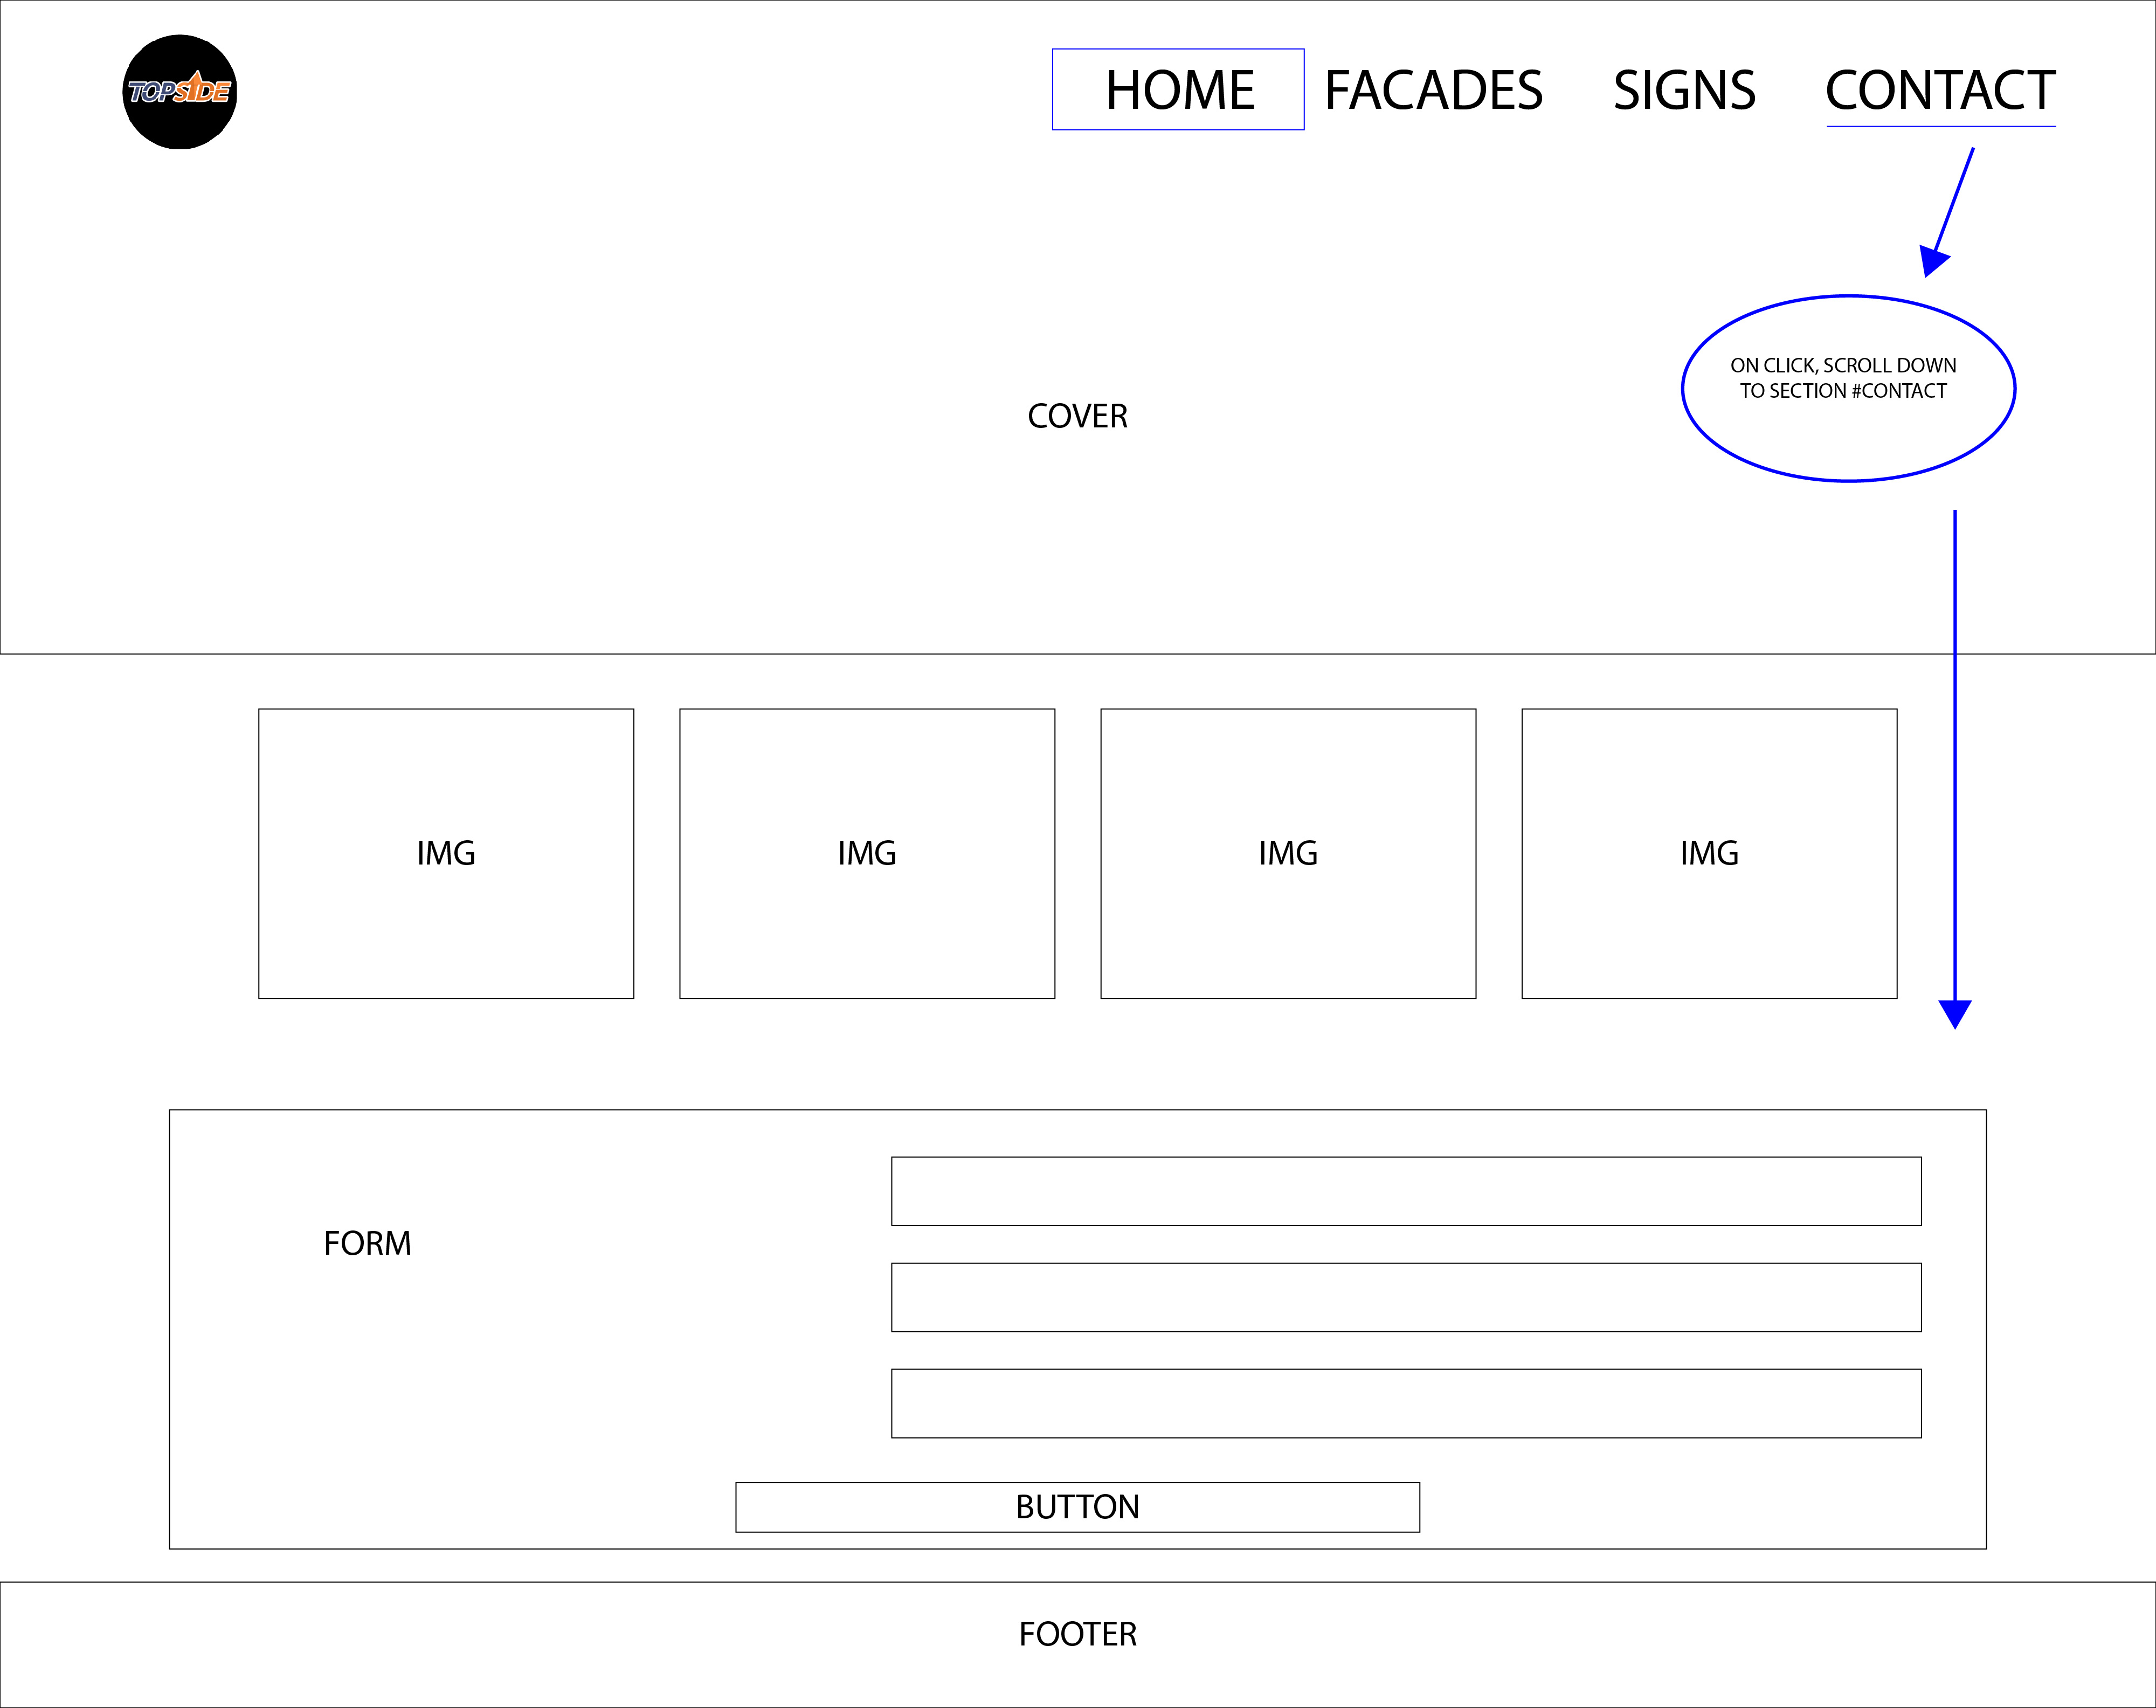 TOPSIDE
HOME FACADES SIGNS CONTACT
ON CLICK, SCROLL DOWN
TO SECTION #CONTACT
COVER
IMG IMG IMG IMG
FORM
BUTTON
FOOTER